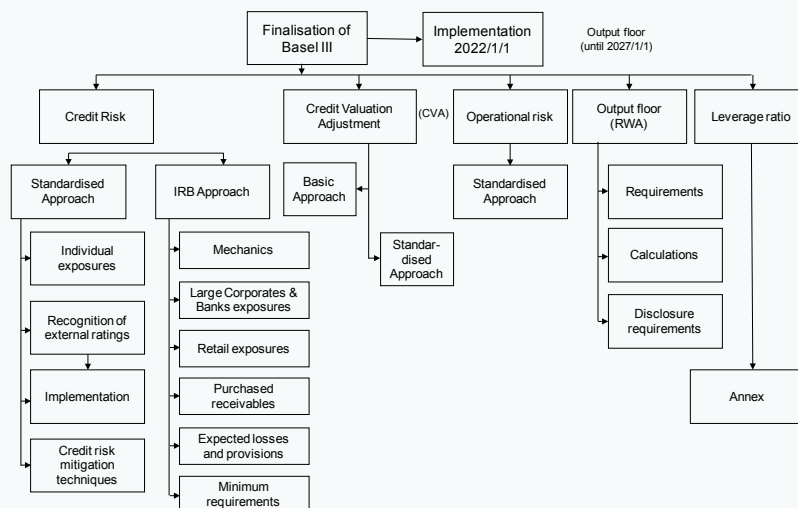 Finalisation of
Basel III
Implementation
2022/1/1
Output floor
(until 2027/1/1)
Credit Risk
Credit Valuation
Adjustment
(CVA)
Operational risk
Output floor
(RWA)
Leverage ratio
Standardised
Approach
IRB Approach
Basic
Approach
Standardised
Approach
Requirements
Individual
exposures
Mechanics
Standar-
dised
Approach
Calculations
Large Corporates &
Banks exposures
Recognition of
external ratings
Retail exposures
Disclosure
requirements
Implementation
Purchased
receivables
Annex
Credit risk
mitigation
techniques
Expected losses
and provisions
Minimum
requirements